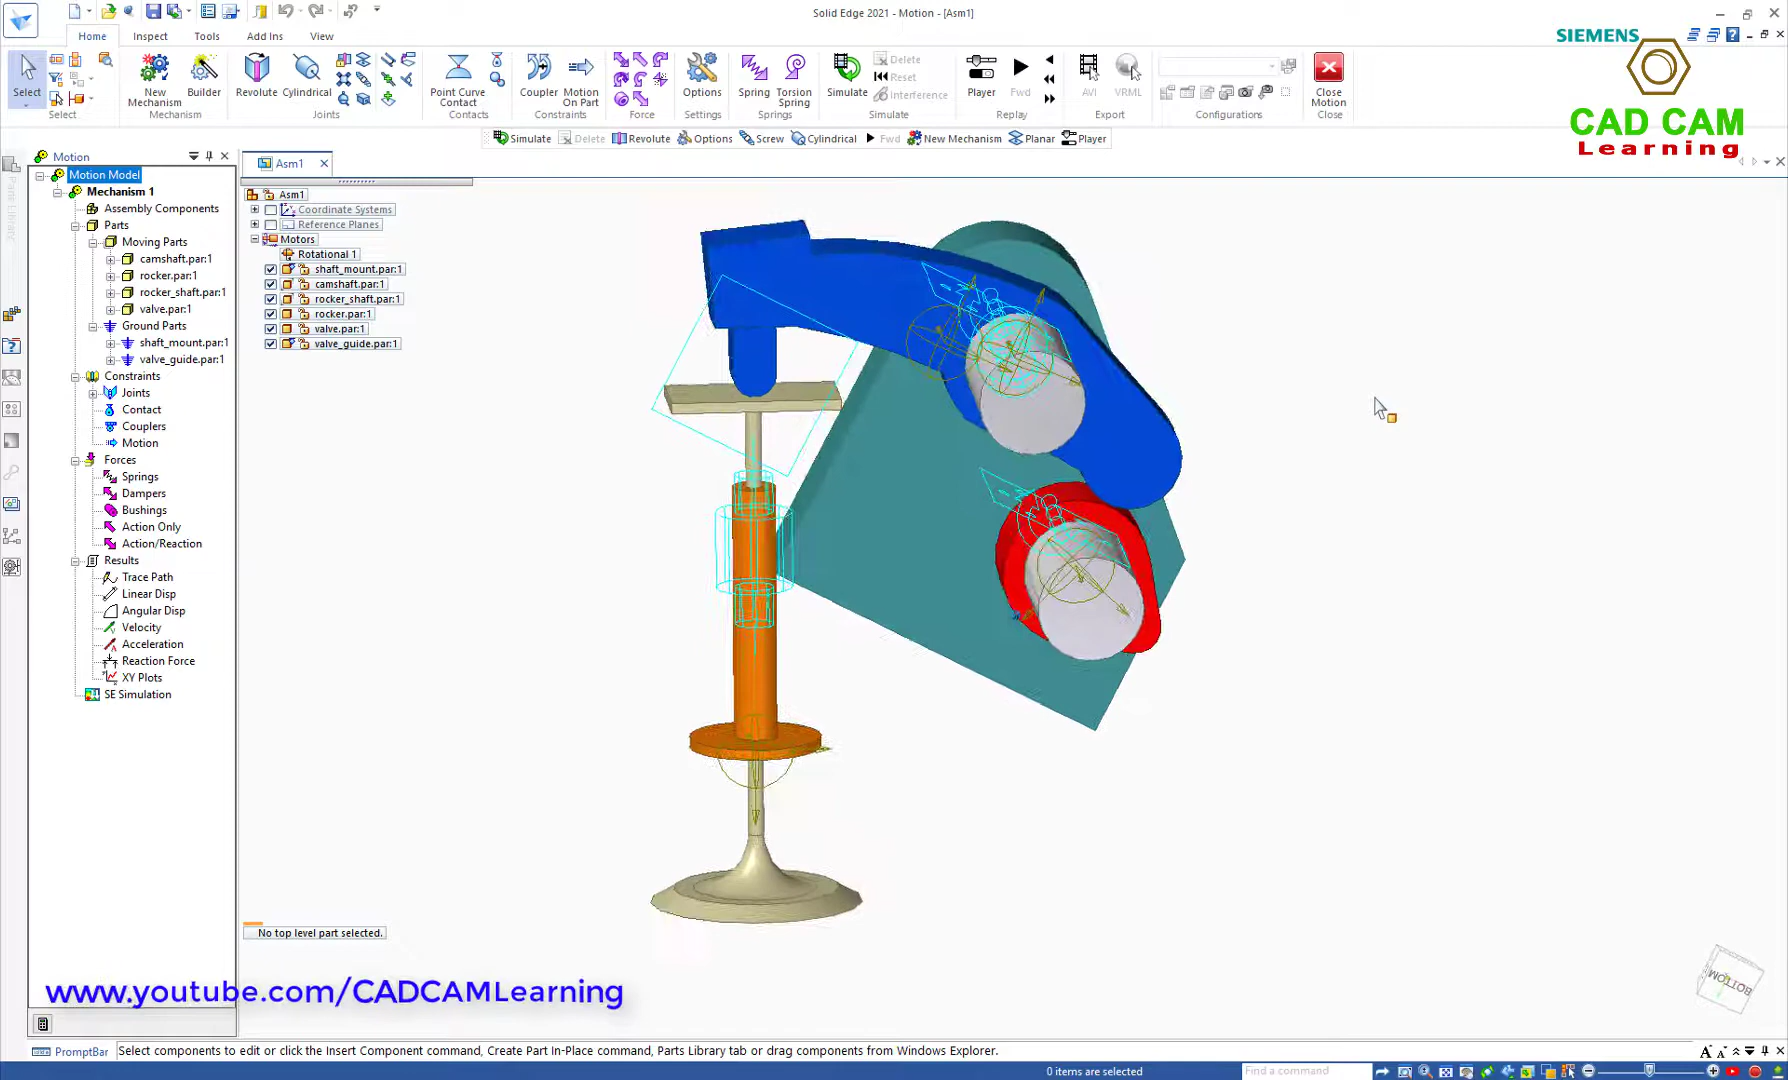 Solid Edge 2021 - Motion - [Asm1]
Home Inspect Tools Add Ins View
SIEMENS
CAD CAM
Learning
Select
New Mechanism
Builder
Revolute
Cylindrical
Point Curve Contact
Coupler
Motion On Part
Options
Spring
Torsion Spring
Simulate
Delete
Reset
Interference
Player
Fwd
AVI
VRML
Close Motion
Select Mechanism Joints Contacts Constraints Force Settings Springs Simulate Replay Export Configurations Close
Simulate Delete Revolute Options Screw Cylindrical Fwd New Mechanism Planar Player
Motion
Asm1
Motion Model
Mechanism 1
Assembly Components
Parts
Moving Parts
camshaft.par:1
rocker.par:1
rocker_shaft.par:1
valve.par:1
Ground Parts
shaft_mount.par:1
valve_guide.par:1
Constraints
Joints
Contact
Couplers
Motion
Forces
Springs
Dampers
Bushings
Action Only
Action/Reaction
Results
Trace Path
Linear Disp
Angular Disp
Velocity
Acceleration
Reaction Force
XY Plots
SE Simulation
Asm1
Coordinate Systems
Reference Planes
Motors
Rotational 1
shaft_mount.par:1
camshaft.par:1
rocker_shaft.par:1
rocker.par:1
valve.par:1
valve_guide.par:1
No top level part selected.
www.youtube.com/CADCAMLearning
BOTTOM
PromptBar
Select components to edit or click the Insert Component command, Create Part In-Place command, Parts Library tab or drag components from Windows Explorer.
0 items are selected
Find a command